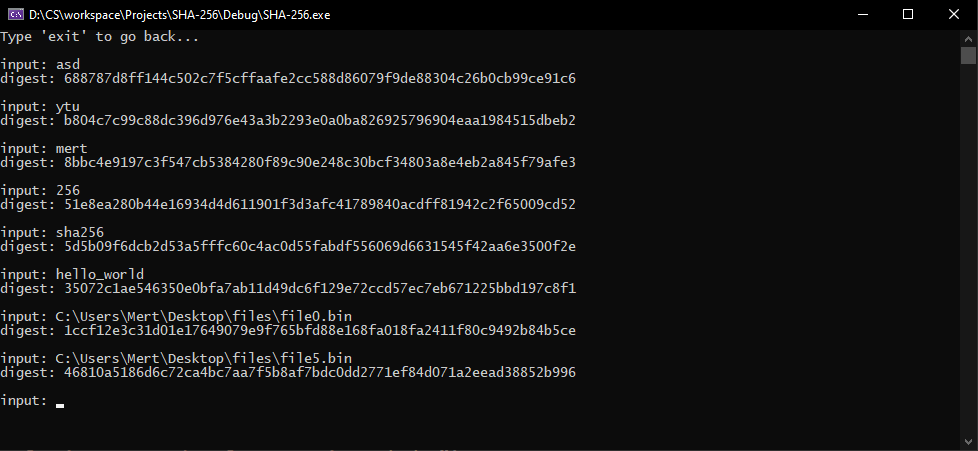 D:\CS\workspace\Projects\SHA-256\Debug\SHA-256.exe
Type 'exit' to go back...
input: asd
digest: 688787d8ff144c502c7f5cffaafe2cc588d86079f9de88304c26b0cb99ce91c6
input: ytu
digest: b804c7c99c88dc396d976e43a3b2293e0a0ba826925796904eaa1984515dbeb2
input: mert
digest: 8bbc4e9197c3f547cb5384280f89c90e248c30bcf34803a8e4eb2a845f79afe3
input: 256
digest: 51e8ea280b44e16934d4d611901f3d3afc41789840acdff81942c2f65009cd52
input: sha256
digest: 5d5b09f6dcb2d53a5fffc60c4ac0d55fabdf556069d6631545f42aa6e3500f2e
input: hello_world
digest: 35072c1ae546350e0bfa7ab11d49dc6f129e72ccd57ec7eb671225bbd197c8f1
input: C:\Users\Mert\Desktop\files\file0.bin
digest: 1ccf12e3c31d01e17649079e9f765bfd88e168fa018fa2411f80c9492b84b5ce
input: C:\Users\Mert\Desktop\files\file5.bin
digest: 46810a5186d6c72ca4bc7aa7f5b8af7bdc0dd2771ef84d071a2eead38852b996
input: